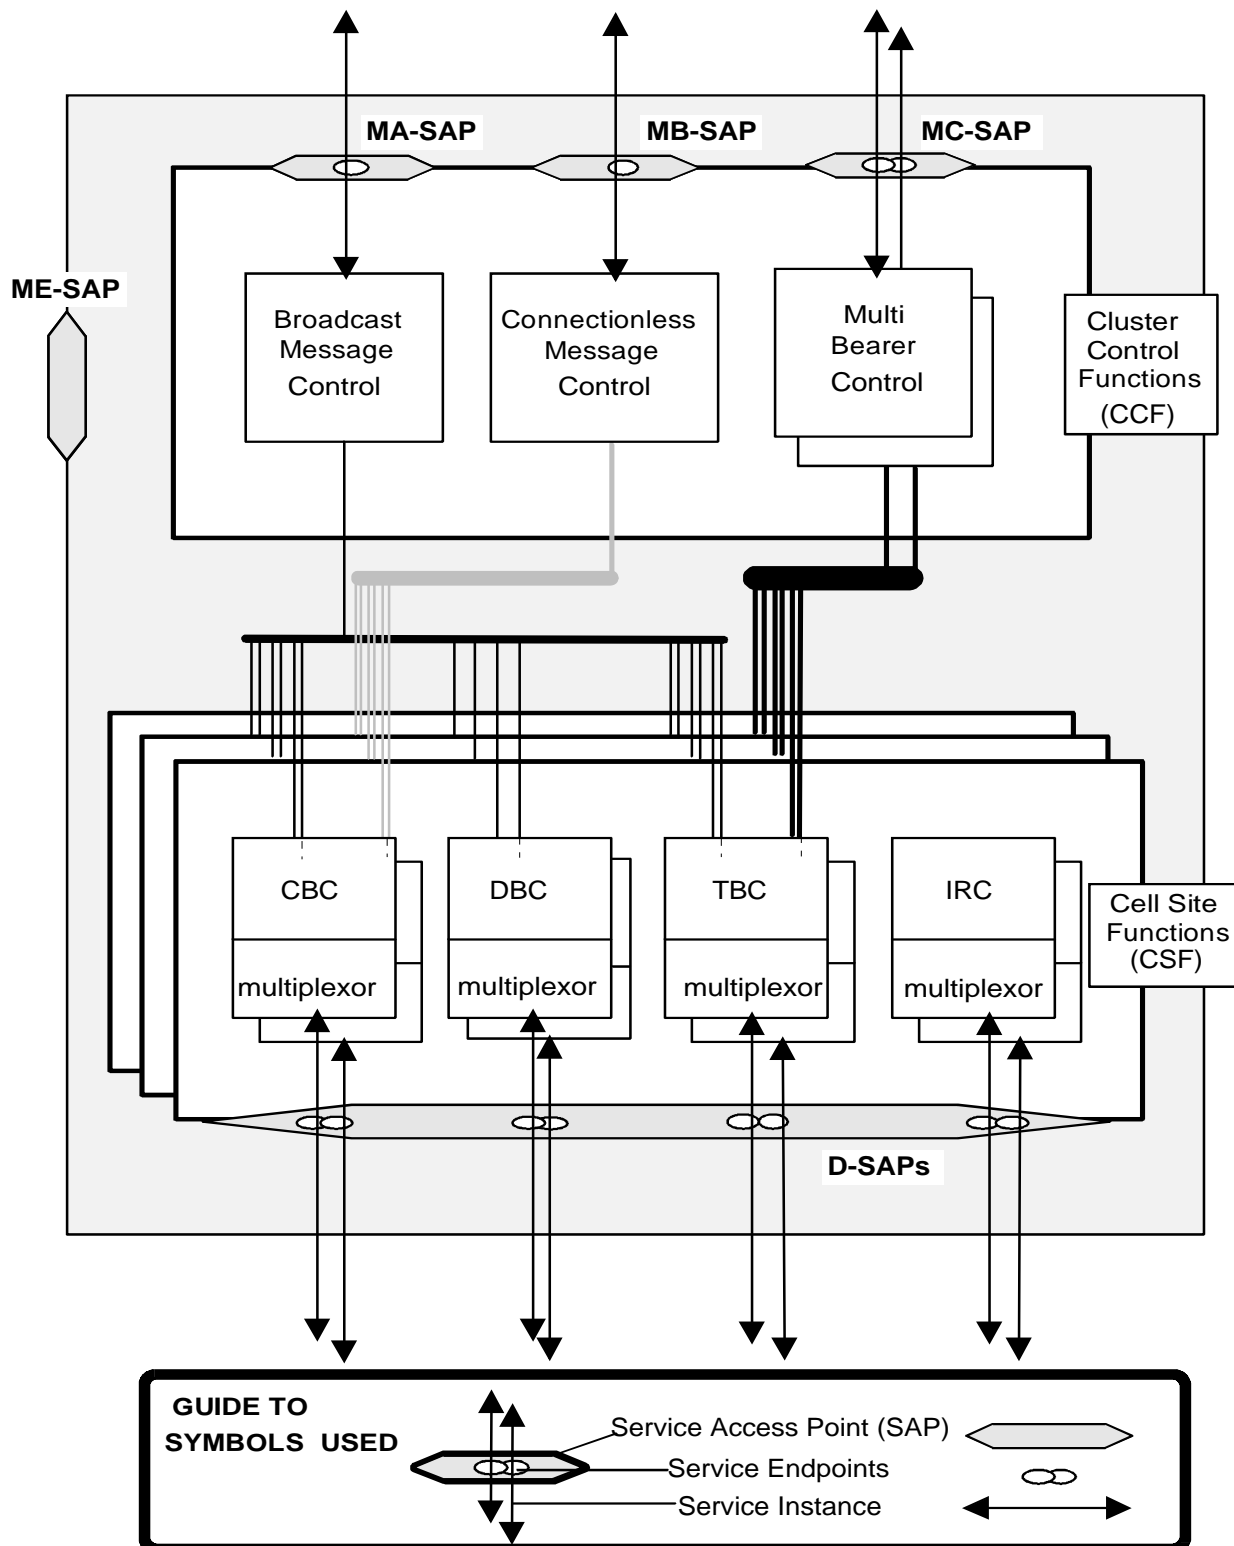 MA-SAP
MB-SAP
MC-SAP
ME-SAP
Broadcast
Message
Control
Connectionless
Message
Control
Multi
Bearer
Control
Cluster
Control
Functions
(CCF)
CBC
multiplexor
DBC
multiplexor
TBC
multiplexor
IRC
multiplexor
Cell Site
Functions
(CSF)
D-SAPs
GUIDE TO
SYMBOLS USED
Service Access Point (SAP)
Service Endpoints
Service Instance